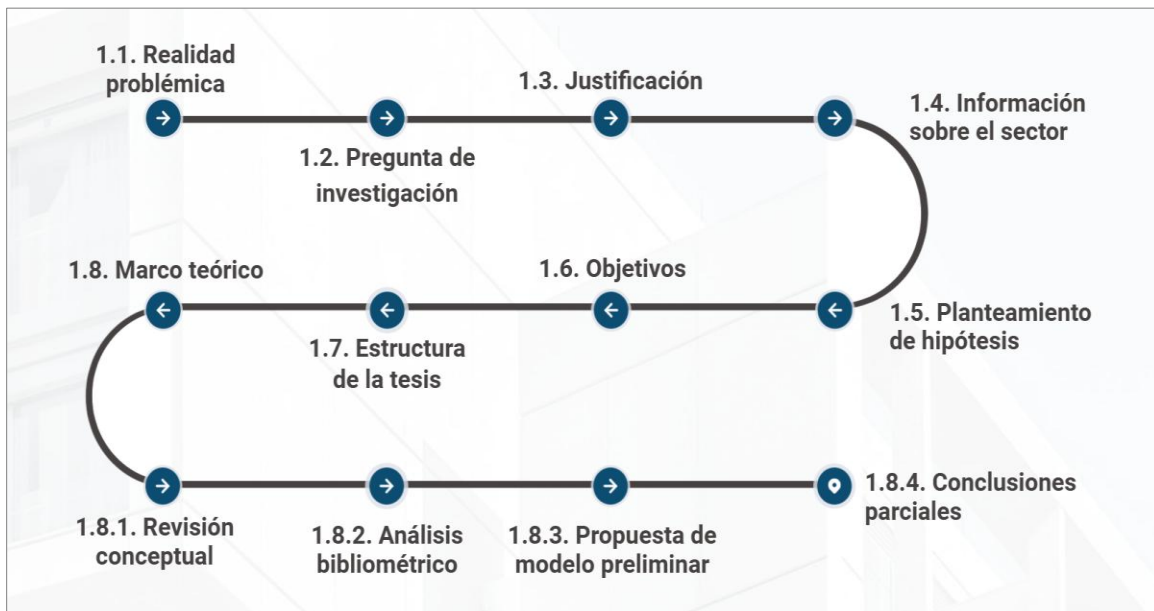 1.1. Realidad
problémica
1.2. Pregunta de
investigación
1.3. Justificación
1.4. Información
sobre el sector
1.5. Planteamiento
de hipótesis
1.6. Objetivos
1.7. Estructura
de la tesis
1.8. Marco teórico
1.8.1. Revisión
conceptual
1.8.2. Análisis
bibliométrico
1.8.3. Propuesta de
modelo preliminar
1.8.4. Conclusiones
parciales